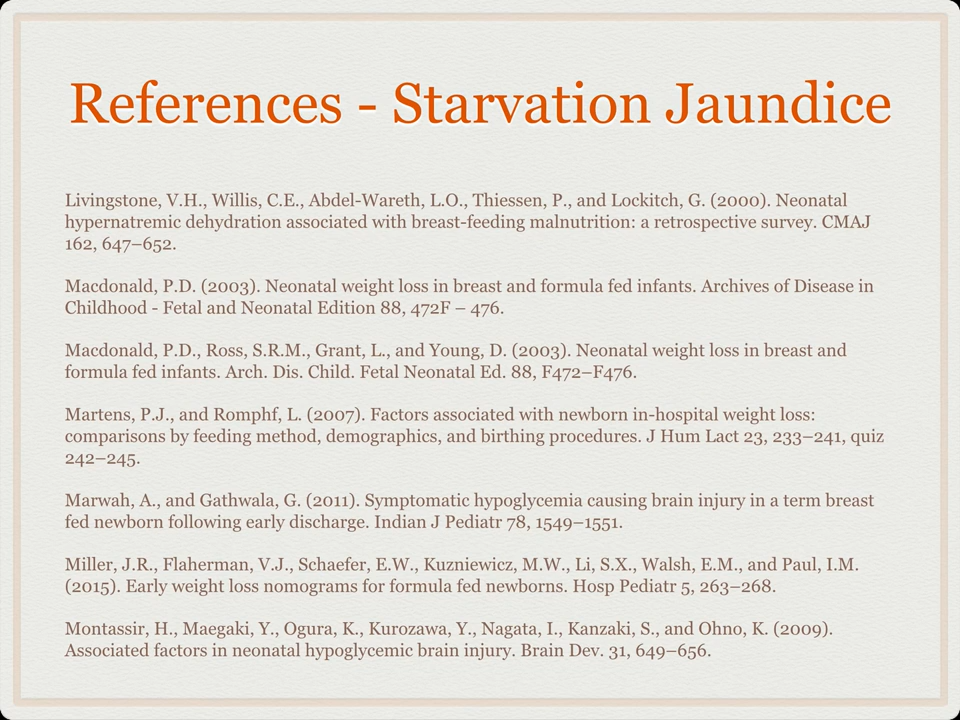 References - Starvation Jaundice
Livingstone, V.H., Willis, C.E., Abdel-Wareth, L.O., Thiessen, P., and Lockitch, G. (2000). Neonatal
hypernatremic dehydration associated with breast-feeding malnutrition: a retrospective survey. CMAJ
162, 647–652.
Macdonald, P.D. (2003). Neonatal weight loss in breast and formula fed infants. Archives of Disease in
Childhood - Fetal and Neonatal Edition 88, 472F – 476.
Macdonald, P.D., Ross, S.R.M., Grant, L., and Young, D. (2003). Neonatal weight loss in breast and
formula fed infants. Arch. Dis. Child. Fetal Neonatal Ed. 88, F472–F476.
Martens, P.J., and Romphf, L. (2007). Factors associated with newborn in-hospital weight loss:
comparisons by feeding method, demographics, and birthing procedures. J Hum Lact 23, 233–241, quiz
242–245.
Marwah, A., and Gathwala, G. (2011). Symptomatic hypoglycemia causing brain injury in a term breast
fed newborn following early discharge. Indian J Pediatr 78, 1549–1551.
Miller, J.R., Flaherman, V.J., Schaefer, E.W., Kuzniewicz, M.W., Li, S.X., Walsh, E.M., and Paul, I.M.
(2015). Early weight loss nomograms for formula fed newborns. Hosp Pediatr 5, 263–268.
Montassir, H., Maegaki, Y., Ogura, K., Kurozawa, Y., Nagata, I., Kanzaki, S., and Ohno, K. (2009).
Associated factors in neonatal hypoglycemic brain injury. Brain Dev. 31, 649–656.